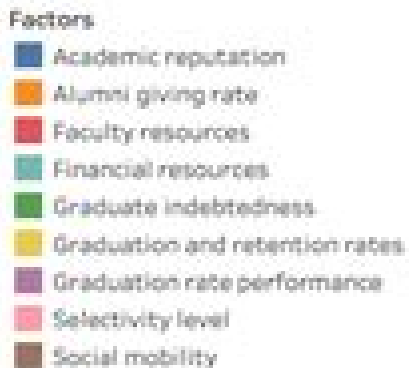 Factors
Academic reputation
Alumni giving rate
Faculty resources
Financial resources
Graduate indebtedness
Graduation and retention rates
Graduation rate performance
Selectivity level
Social mobility